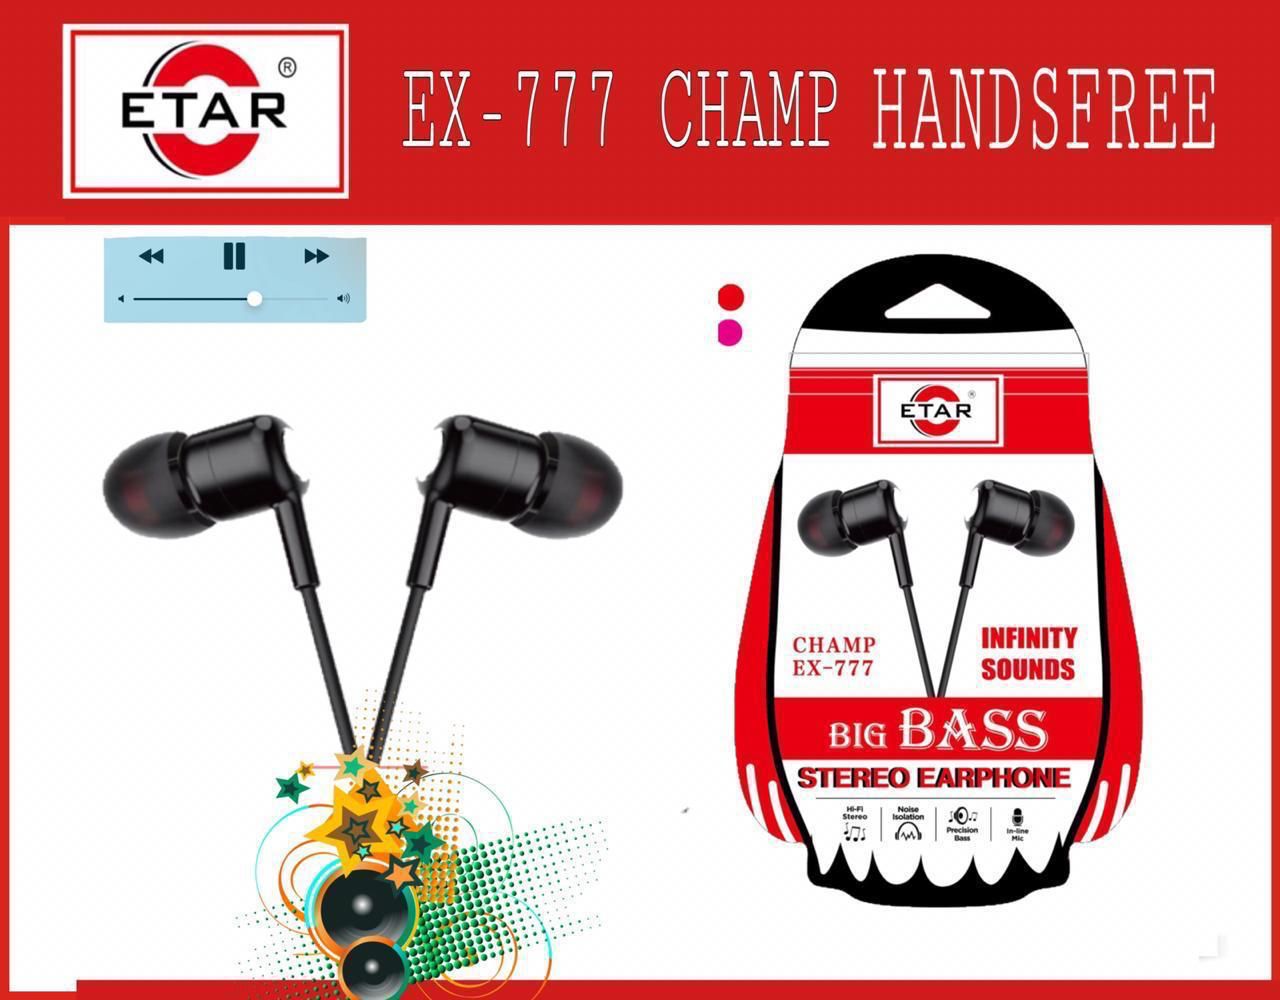 ETAR ®
EX-777 CHAMP HANDSFREE
ETAR ®
CHAMP
EX-777
INFINITY
SOUNDS
BIG BASS
STEREO EARPHONE
Hi-Fi
Stereo
Noise
Isolation
Precision
Bass
In-line
Mic